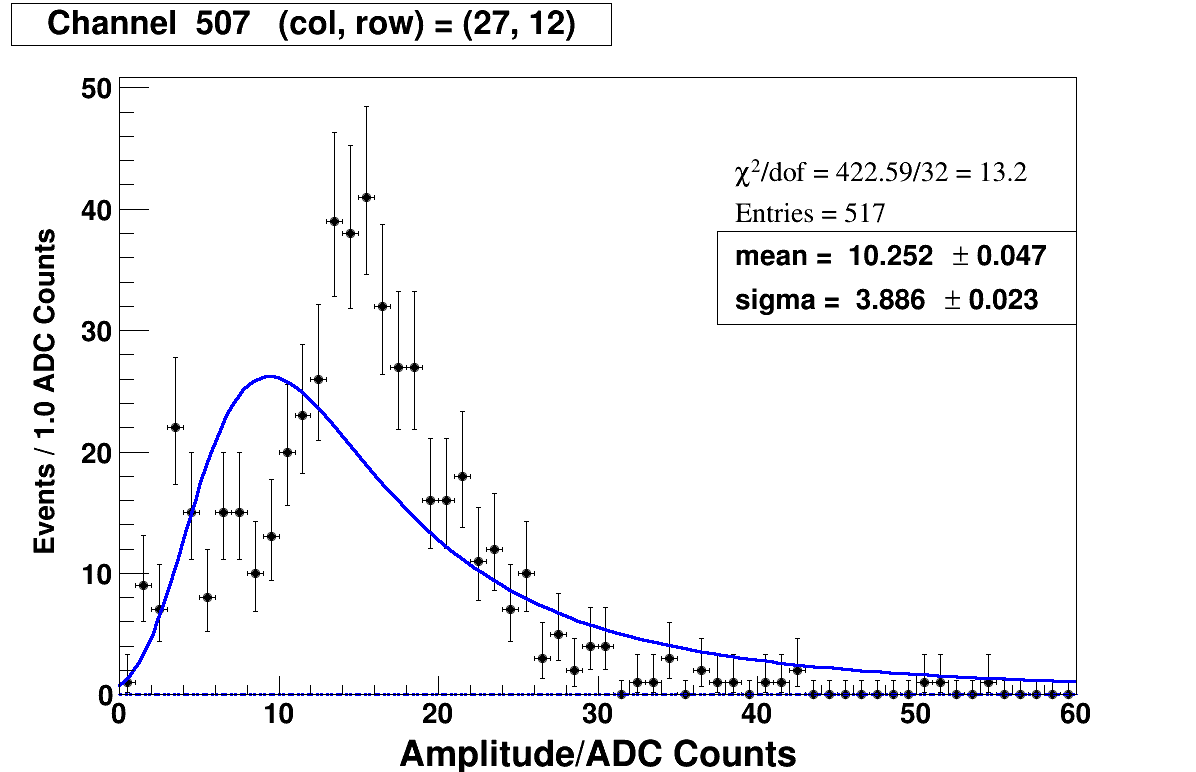 Channel 507 (col, row) = (27, 12)
50
40
30
20
10
0
Events / 1.0 ADC Counts
χ²/dof = 422.59/32 = 13.2
Entries = 517
mean = 10.252 ± 0.047
sigma = 3.886 ± 0.023
0 10 20 30 40 50 60
Amplitude/ADC Counts